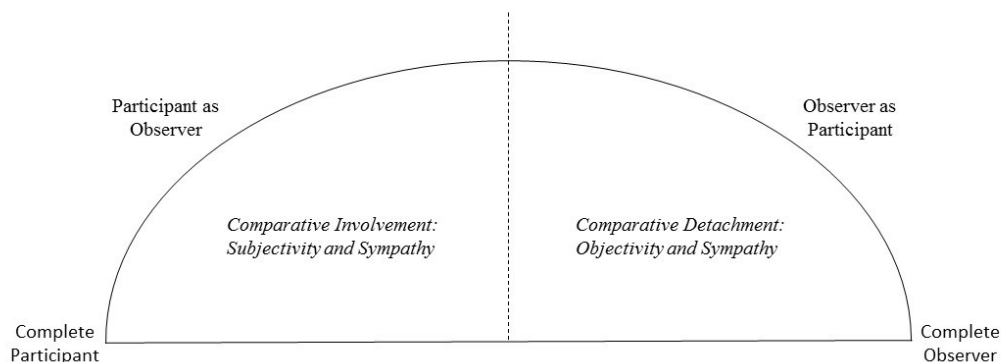 Participant as
Observer
Observer as
Participant
Comparative Involvement:
Subjectivity and Sympathy
Comparative Detachment:
Objectivity and Sympathy
Complete
Participant
Complete
Observer